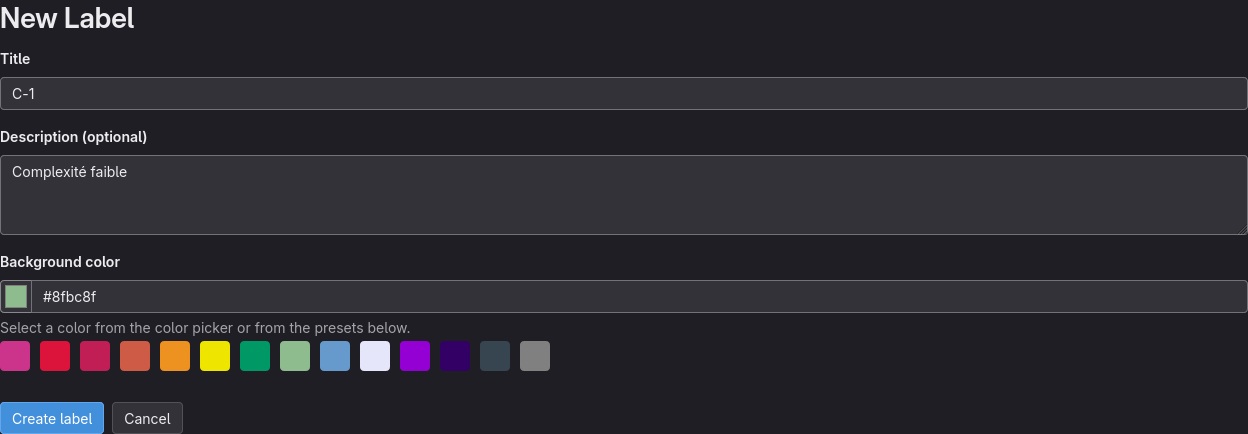 New Label
Title
C-1
Description (optional)
Complexité faible
Background color
#8fbc8f
Select a color from the color picker or from the presets below.
Create label
Cancel